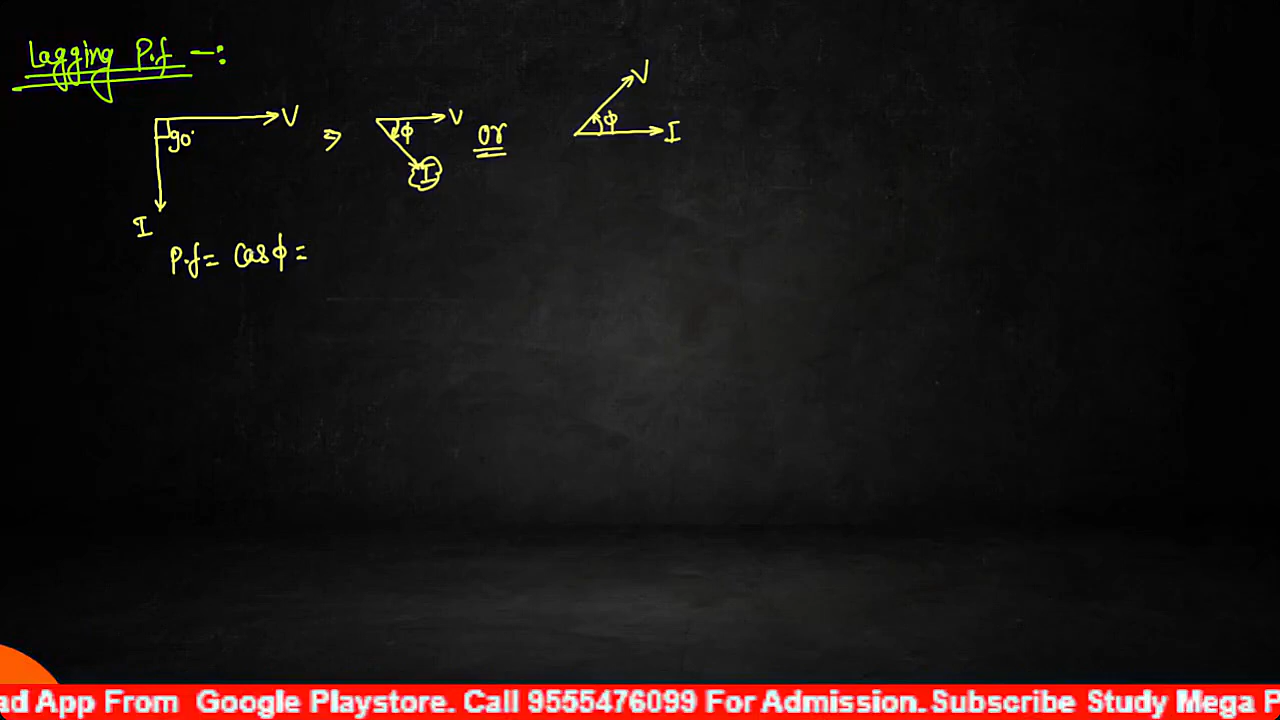 Lagging P.f -:
V
90°
I
⇒
V
ϕ
I
or
V
ϕ
I
P.f = Cosϕ =
ad App From Google Playstore. Call 9555476099 For Admission. Subscribe Study Mega P